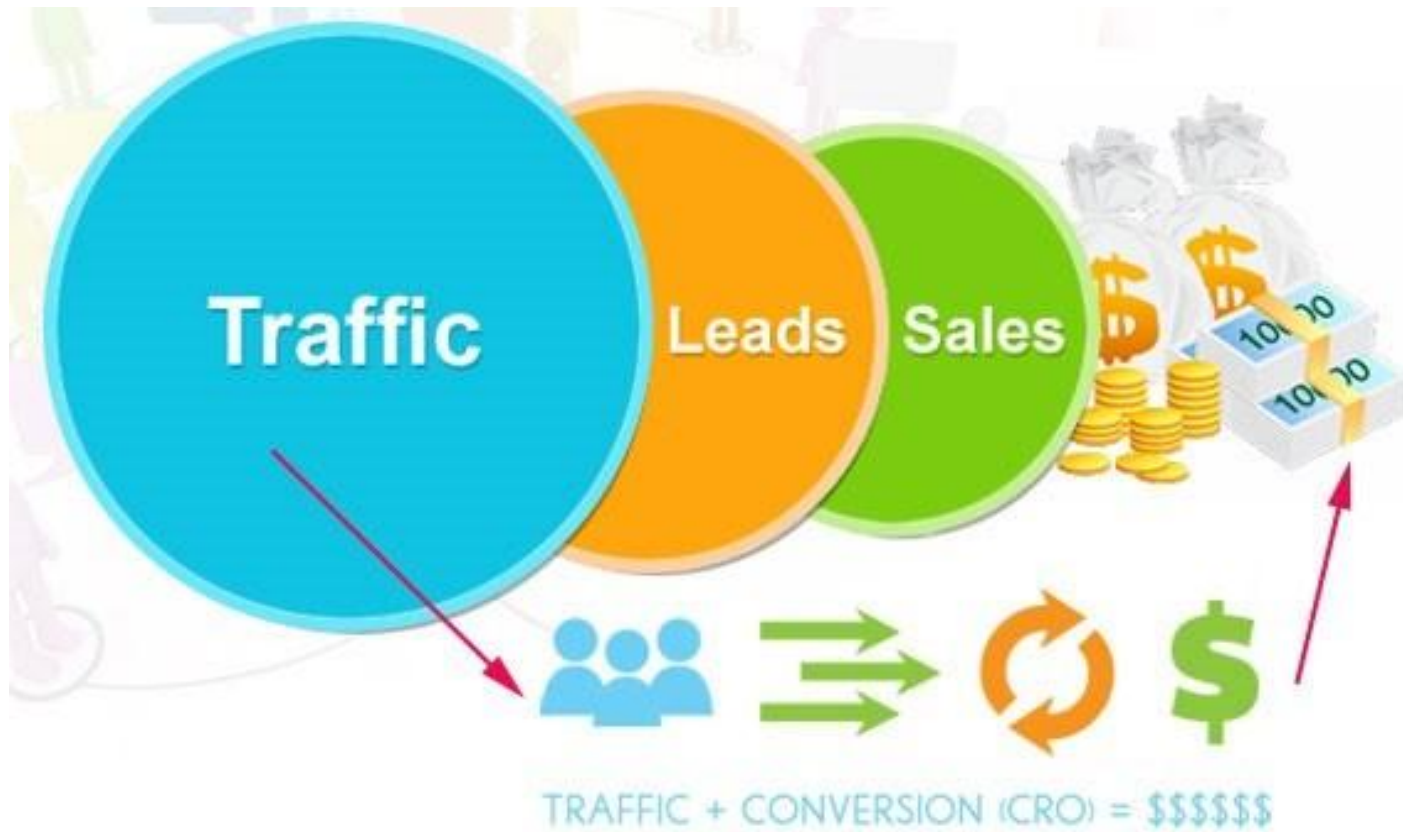 Traffic
Leads
Sales
$
$
$
TRAFFIC + CONVERSION (CRO) = $$$$$$